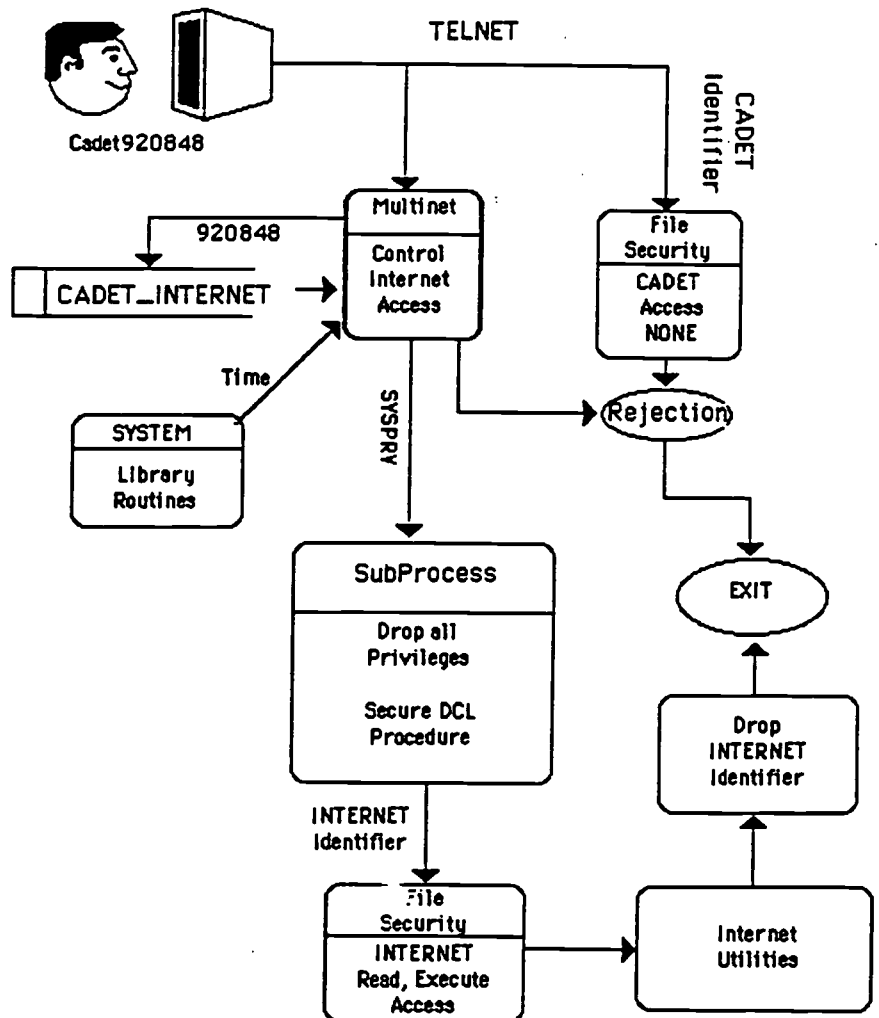 TELNET
Cadet920848
CADET
Identifier
Multinet
Control
Internet
Access
File
Security
CADET
Access
NONE
920848
CADET_INTERNET
Time
SYSTEM
Library
Routines
SYSPRY
Rejection
SubProcess
Drop all
Privileges
Secure DCL
Procedure
EXIT
Drop
INTERNET
Identifier
INTERNET
Identifier
File
Security
INTERNET
Read, Execute
Access
Internet
Utilities